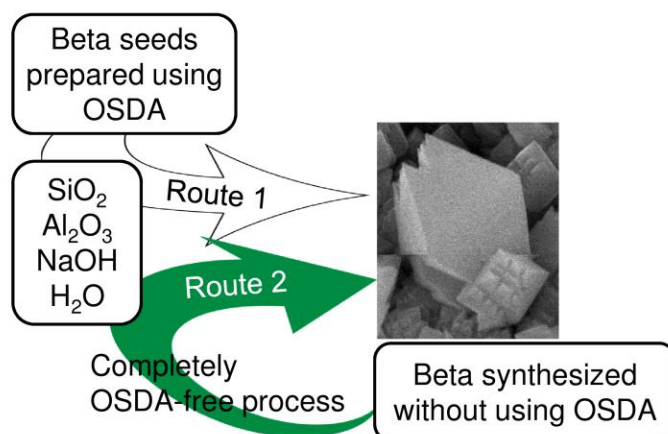 Beta seeds
prepared using
OSDA
SiO₂
Al₂O₃
NaOH
H₂O
Route 1
Route 2
Completely
OSDA-free process
Beta synthesized
without using OSDA